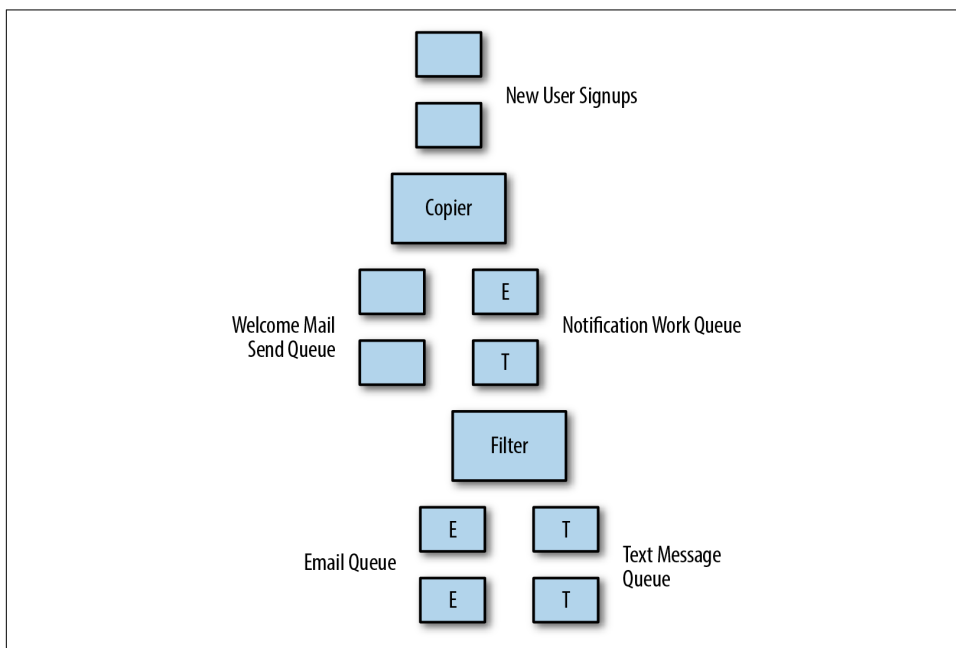 New User Signups
Copier
E
Welcome Mail
Send Queue
Notification Work Queue
T
Filter
E
T
Email Queue
Text Message
Queue
E
T